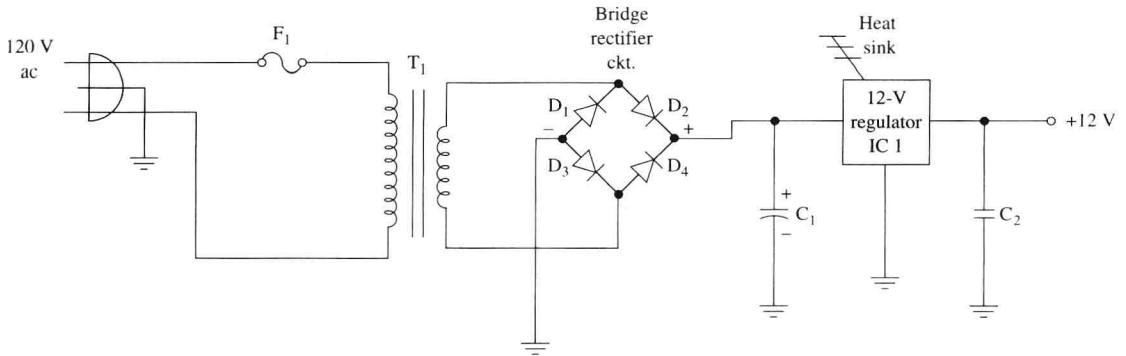 120 V
ac
F1
T1
Bridge
rectifier
ckt.
D1
D2
−
+
D3
D4
Heat
sink
12-V
regulator
IC 1
+12 V
+
C1
−
C2